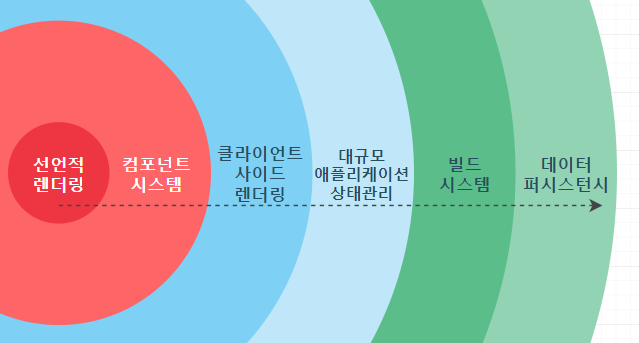 선언적
렌더링
컴포넌트
시스템
클라이언트
사이드
렌더링
대규모
애플리케이션
상태관리
빌드
시스템
데이터
퍼시스턴시